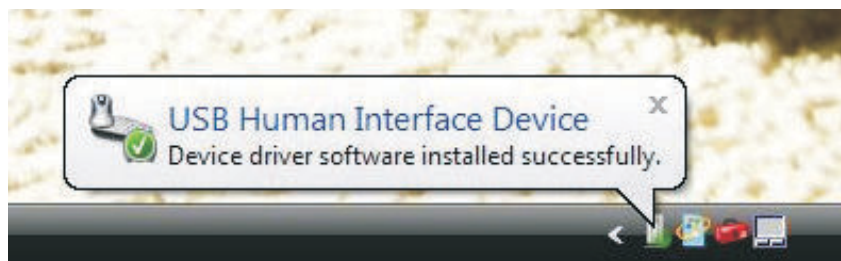 USB Human Interface Device
Device driver software installed successfully.